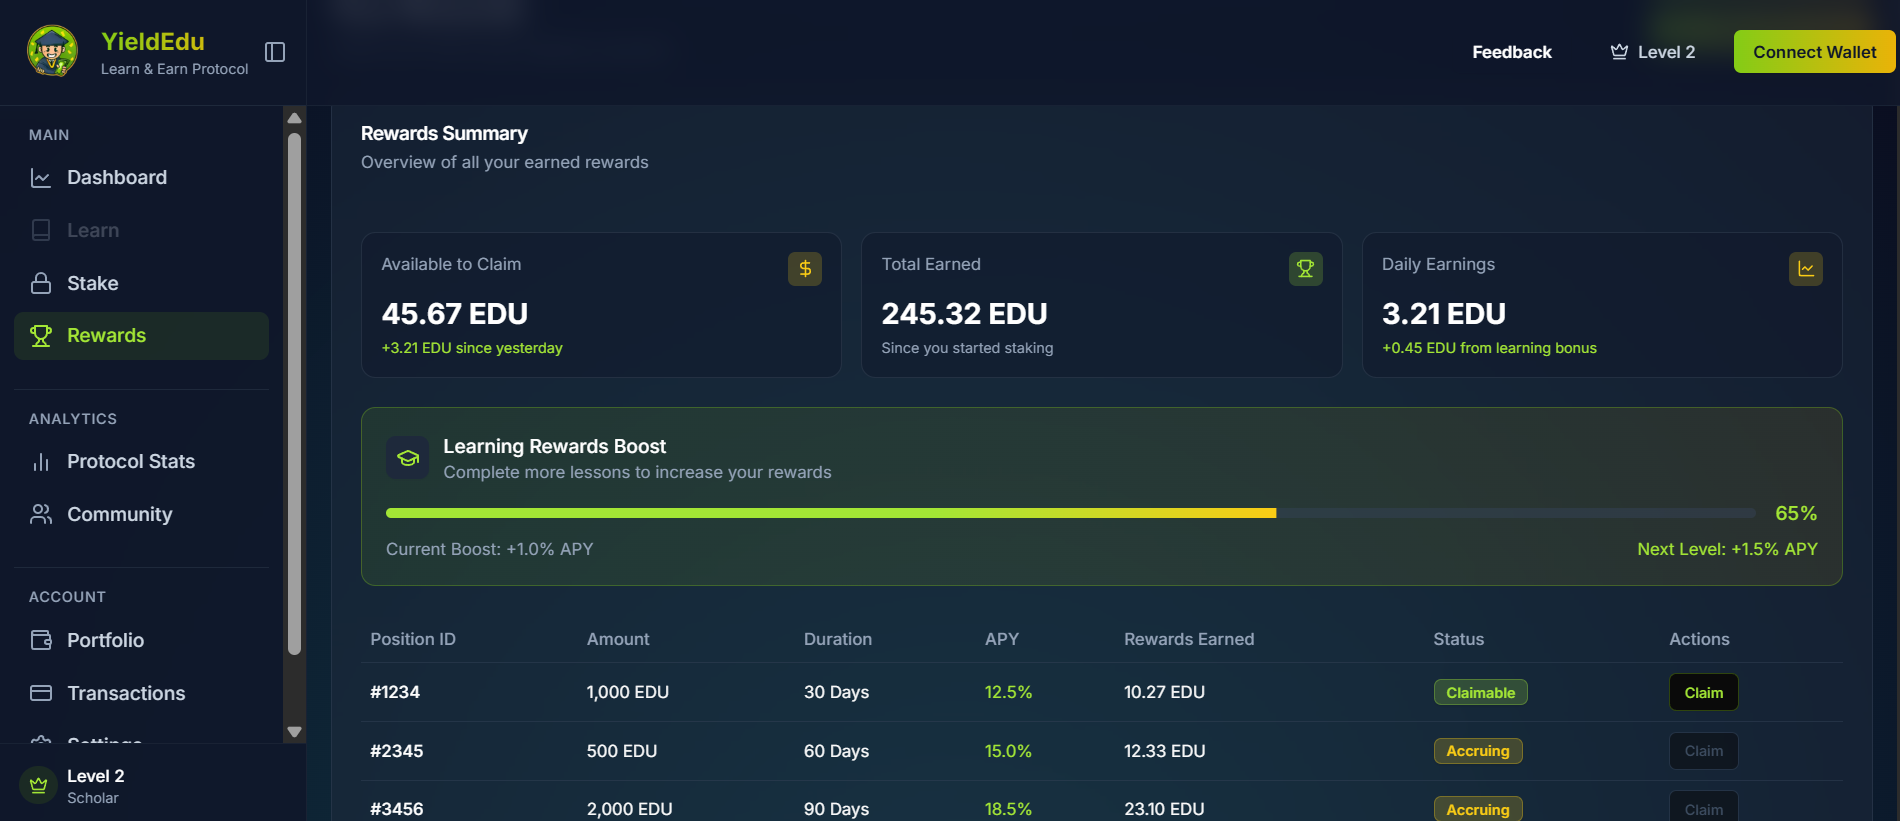 YieldEdu
Learn & Earn Protocol
Feedback
Level 2
Connect Wallet
MAIN
Dashboard
Learn
Stake
Rewards
ANALYTICS
Protocol Stats
Community
ACCOUNT
Portfolio
Transactions
Settings
Level 2
Scholar
Rewards Summary
Overview of all your earned rewards
Available to Claim
45.67 EDU
+3.21 EDU since yesterday
Total Earned
245.32 EDU
Since you started staking
Daily Earnings
3.21 EDU
+0.45 EDU from learning bonus
Learning Rewards Boost
Complete more lessons to increase your rewards
65%
Current Boost: +1.0% APY
Next Level: +1.5% APY
Position ID Amount Duration APY Rewards Earned Status Actions
#1234 1,000 EDU 30 Days 12.5% 10.27 EDU Claimable Claim
#2345 500 EDU 60 Days 15.0% 12.33 EDU Accruing Claim
#3456 2,000 EDU 90 Days 18.5% 23.10 EDU Accruing Claim